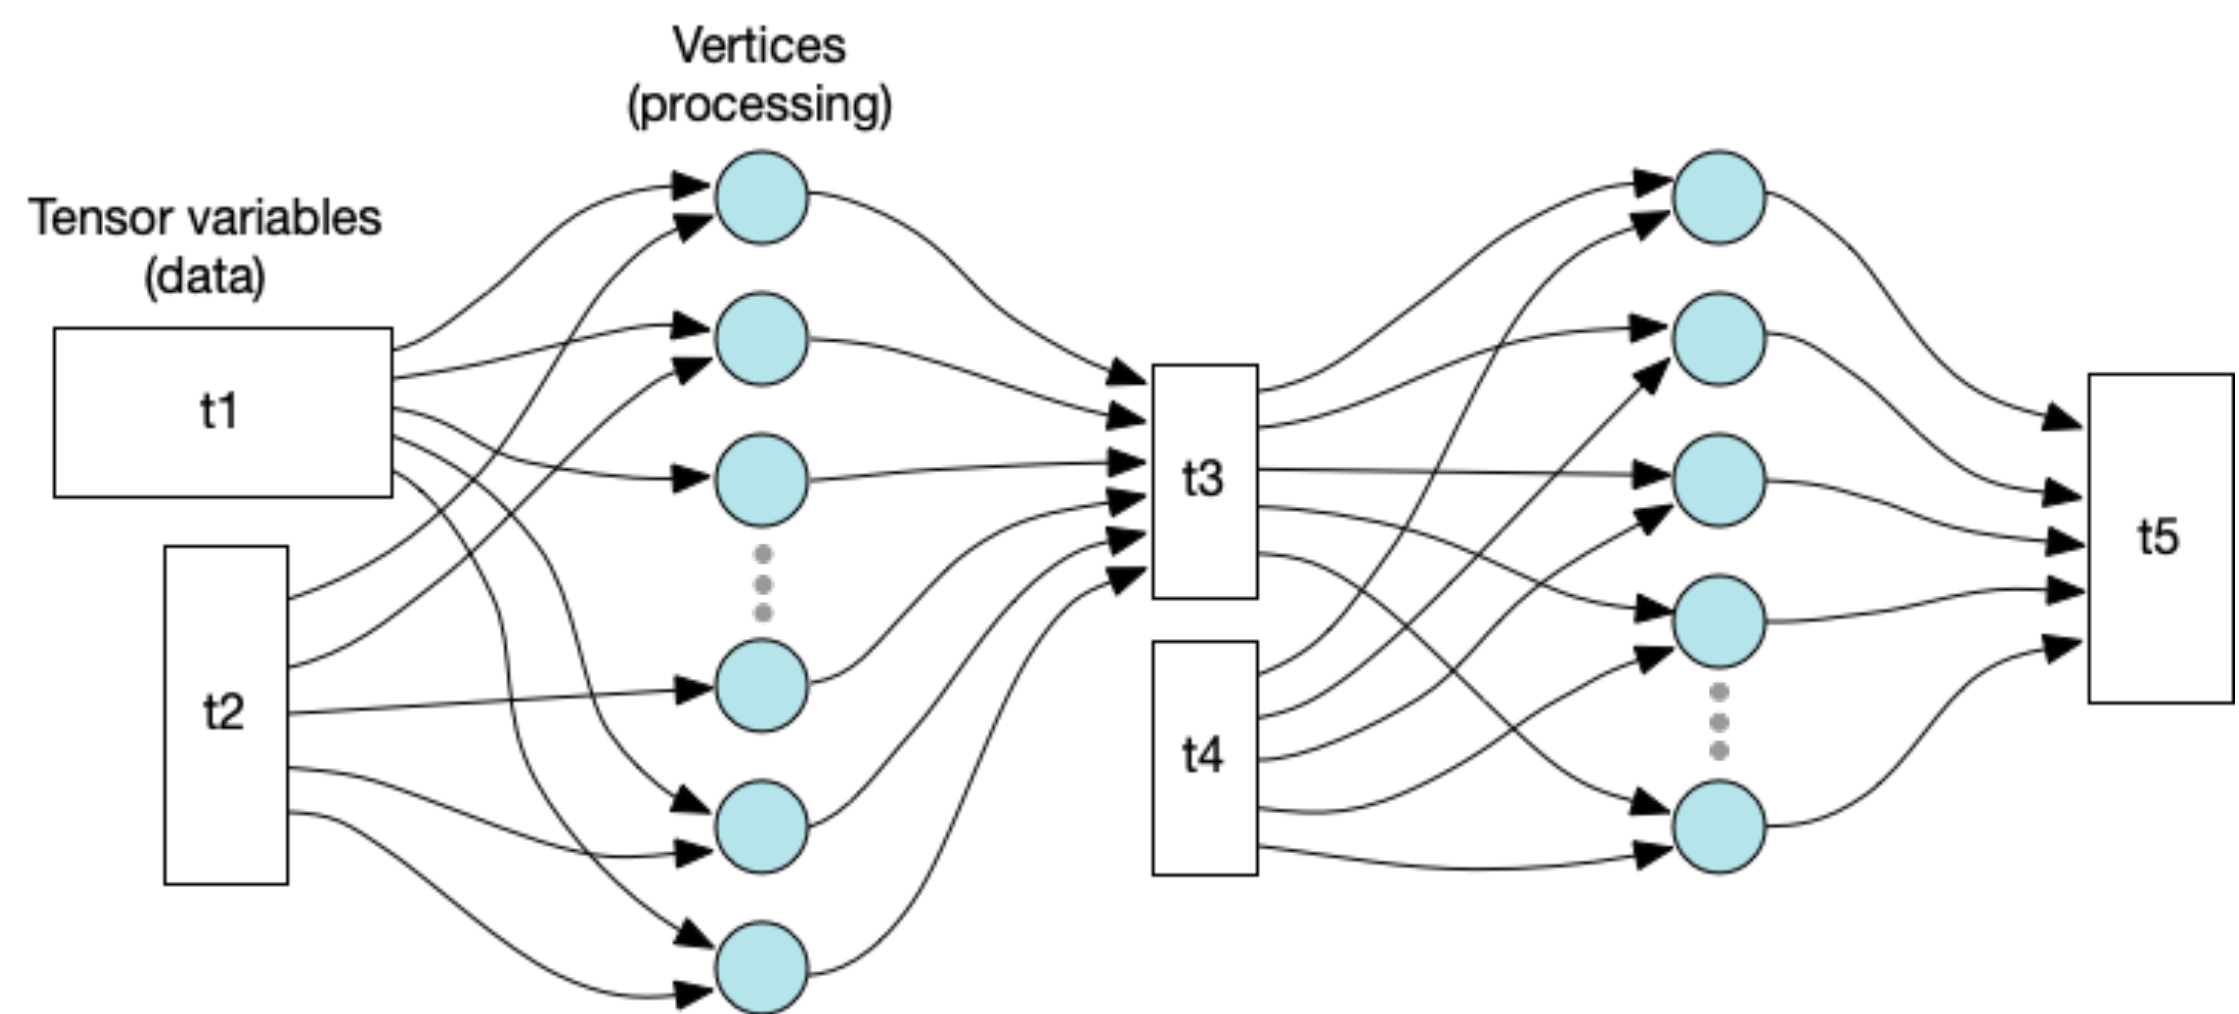 Vertices
(processing)
Tensor variables
(data)
t1
t2
t3
t4
t5